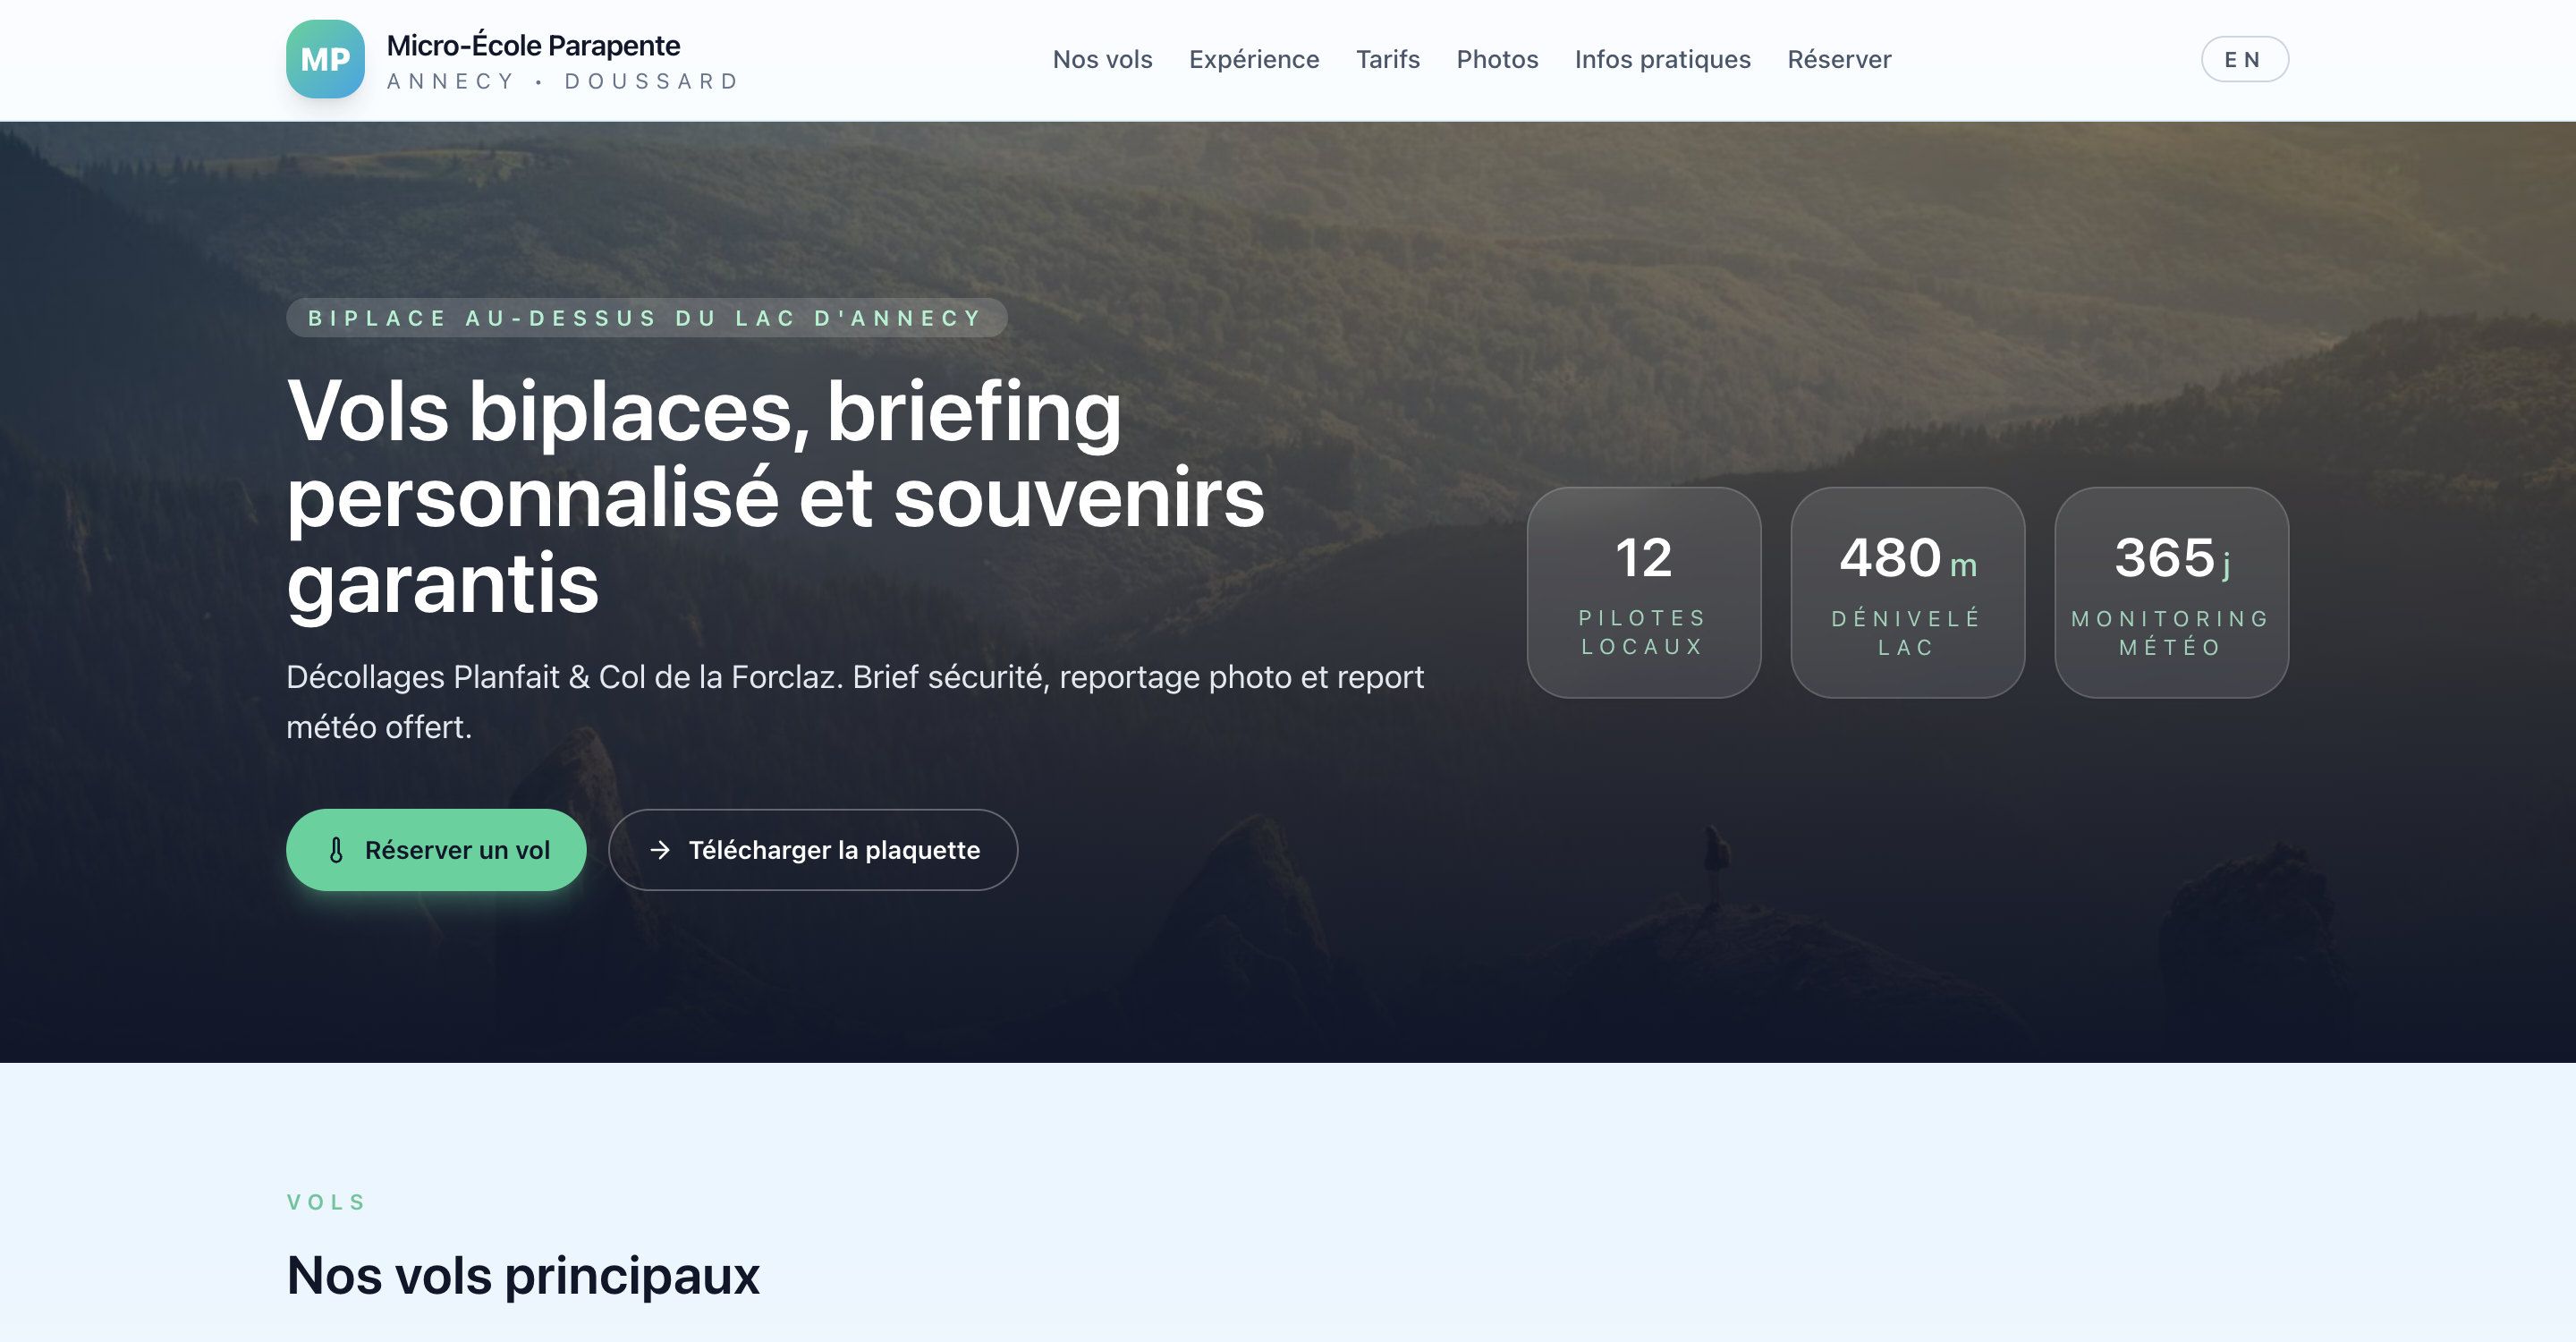 MP
Micro-École Parapente
ANNECY • DOUSSARD
Nos vols
Expérience
Tarifs
Photos
Infos pratiques
Réserver
EN
BIPLACE AU-DESSUS DU LAC D'ANNECY
Vols biplaces, briefing
personnalisé et souvenirs
garantis
Décollages Planfait & Col de la Forclaz. Brief sécurité, reportage photo et report
météo offert.
Réserver un vol
Télécharger la plaquette
12
PILOTES
LOCAUX
480 m
DÉNIVELÉ
LAC
365 j
MONITORING
MÉTÉO
VOLS
Nos vols principaux